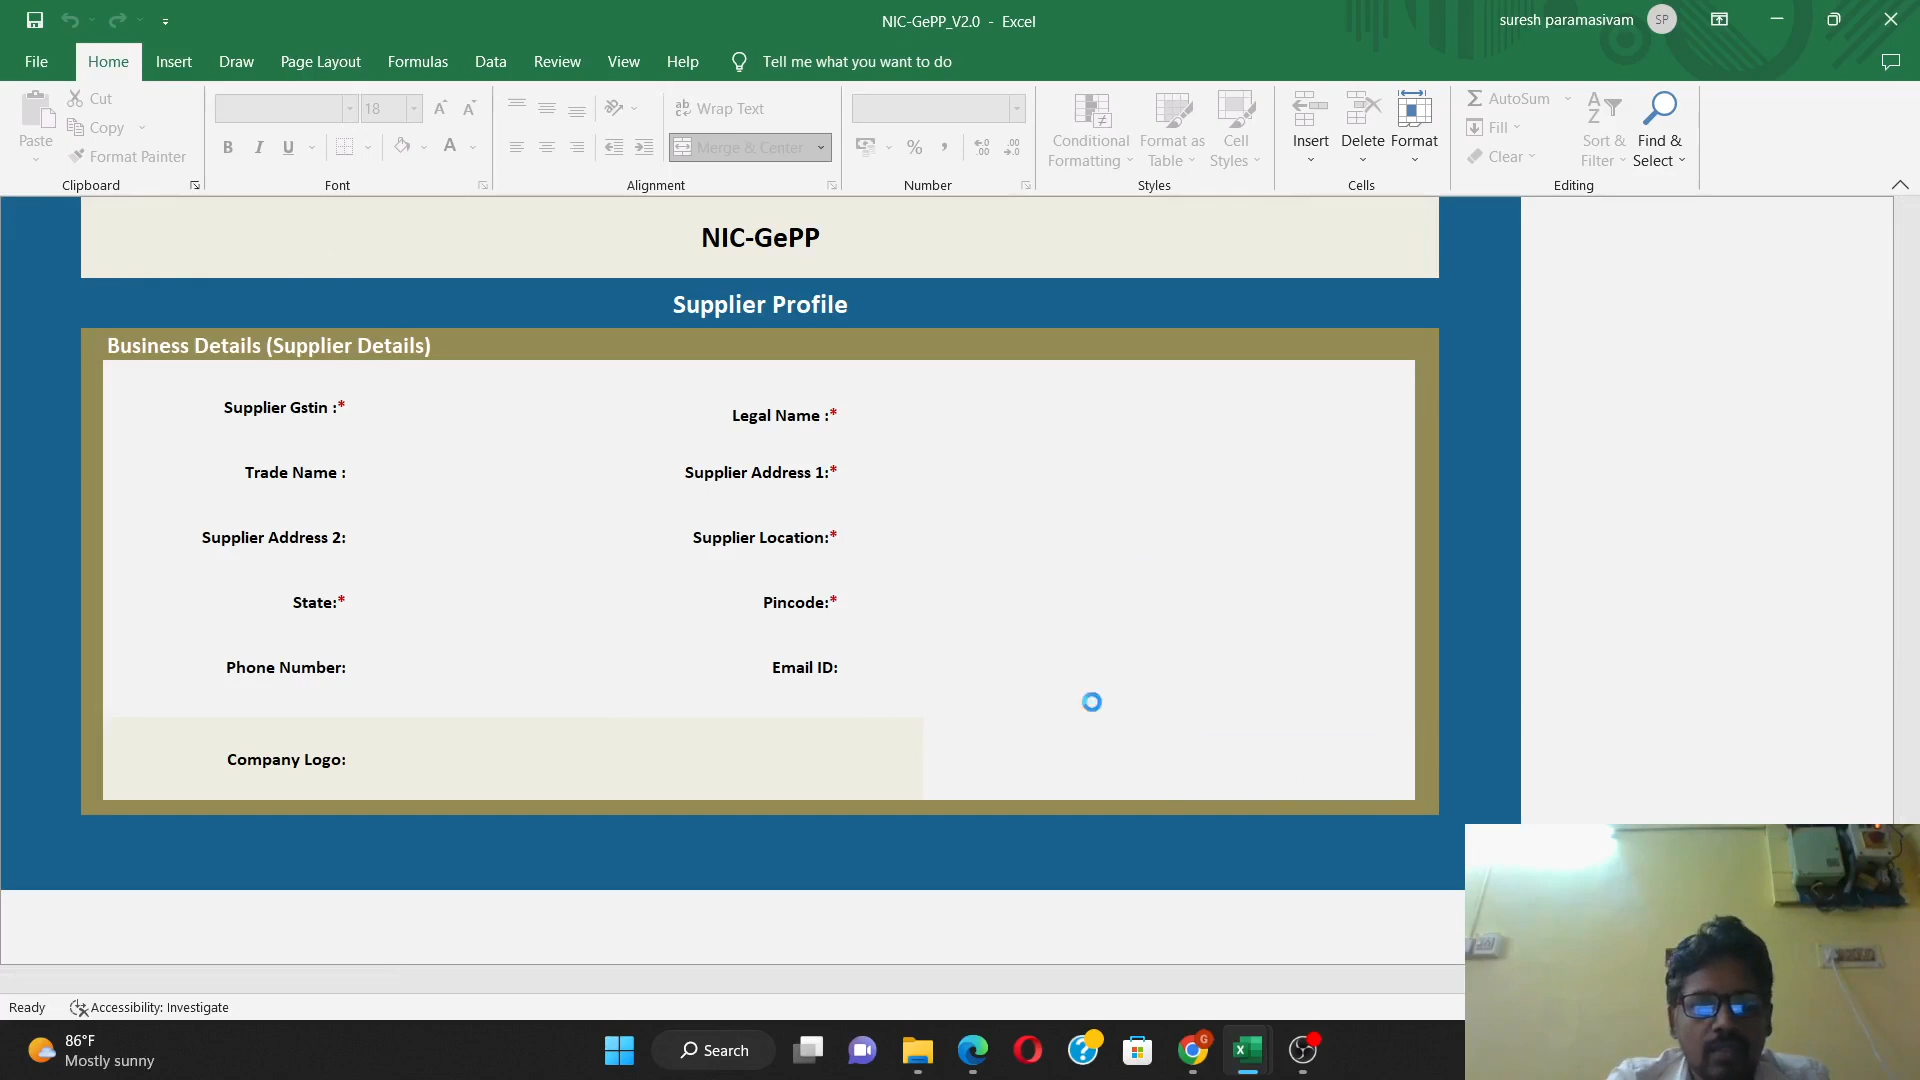 NIC-GePP_V2.0 - Excel
suresh paramasivam SP
File Home Insert Draw Page Layout Formulas Data Review View Help Tell me what you want to do
Paste
Cut
Copy
Format Painter
Clipboard
18
B I U
Font
Wrap Text
Merge & Center
Alignment
Number
Conditional Formatting
Format as Table
Cell Styles
Styles
Insert
Delete
Format
Cells
AutoSum
Fill
Clear
Sort & Filter
Find & Select
Editing
NIC-GePP
Supplier Profile
Business Details (Supplier Details)
Supplier Gstin :*
Legal Name :*
Trade Name :
Supplier Address 1:*
Supplier Address 2:
Supplier Location:*
State:*
Pincode:*
Phone Number:
Email ID:
Company Logo:
Ready
Accessibility: Investigate
86°F
Mostly sunny
Search